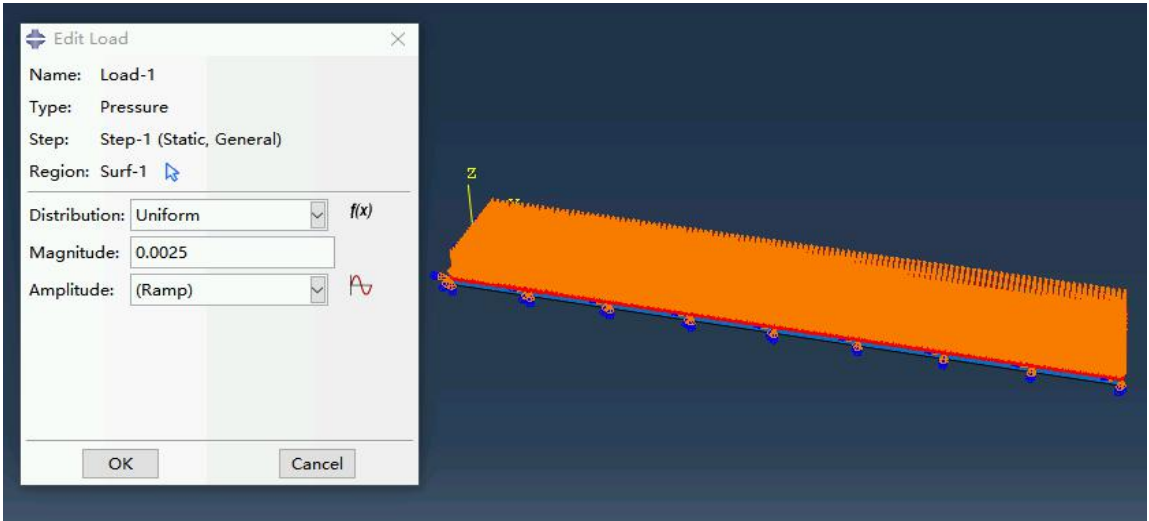 Edit Load
Name: Load-1
Type: Pressure
Step: Step-1 (Static, General)
Region: Surf-1
Distribution: Uniform f(x)
Magnitude: 0.0025
Amplitude: (Ramp)
OK Cancel
Z
Y